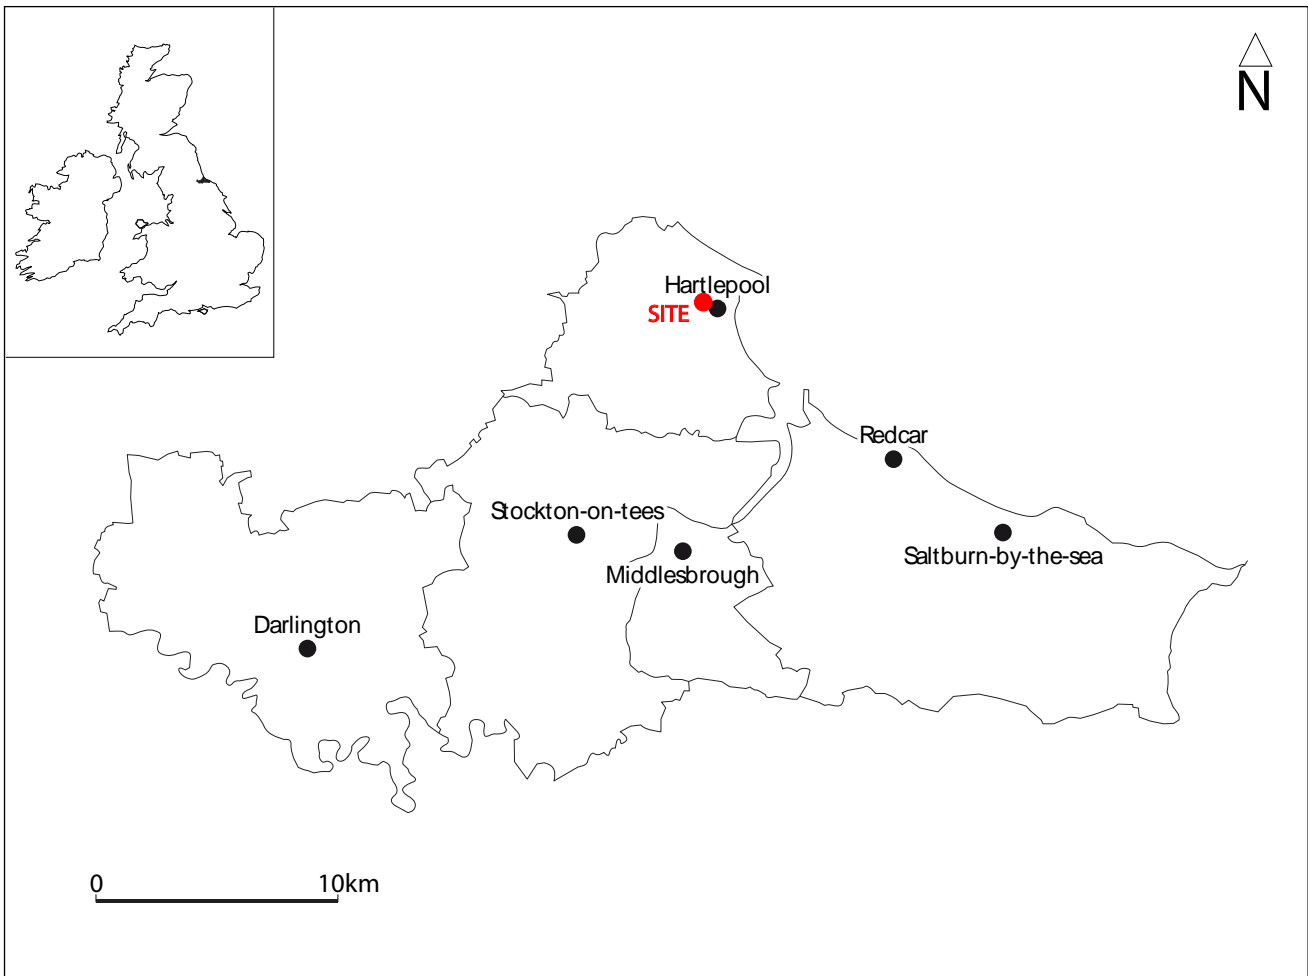 N
Hartlepool
SITE
Redcar
Stockton-on-tees
Saltburn-by-the-sea
Middlesbrough
Darlington
0 10km